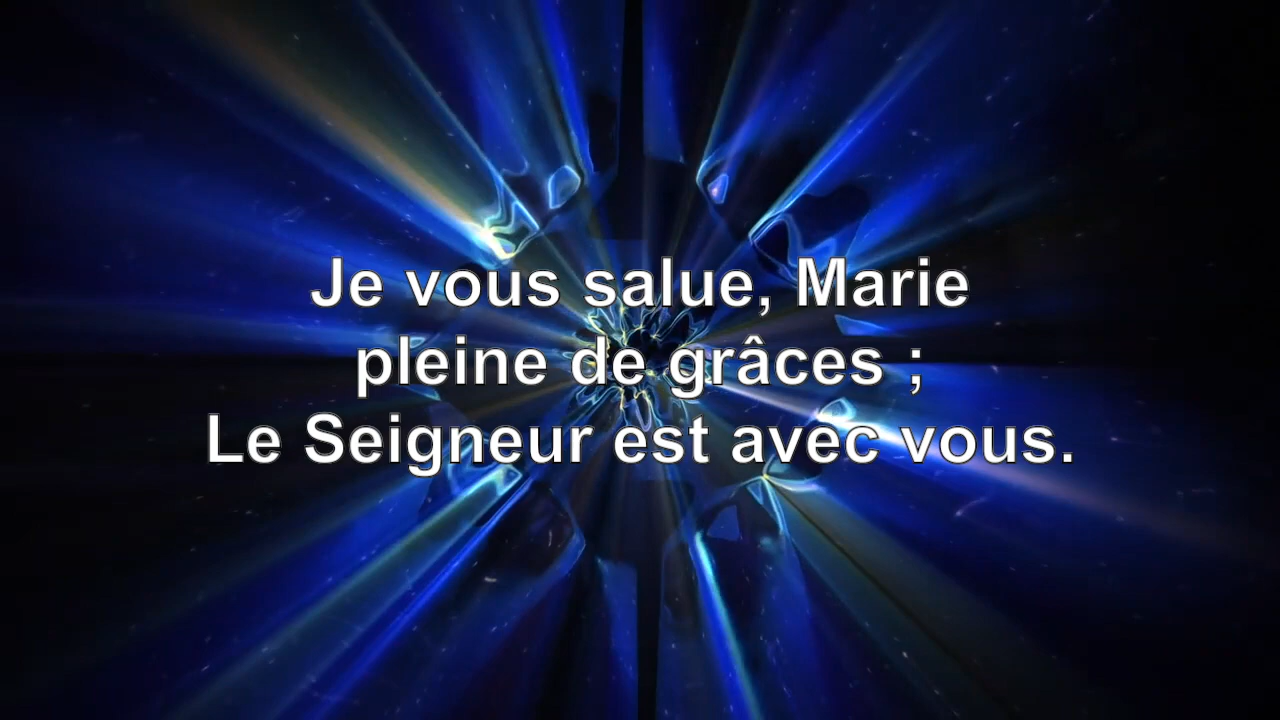 Je vous salue, Marie
pleine de grâces ;
Le Seigneur est avec vous.